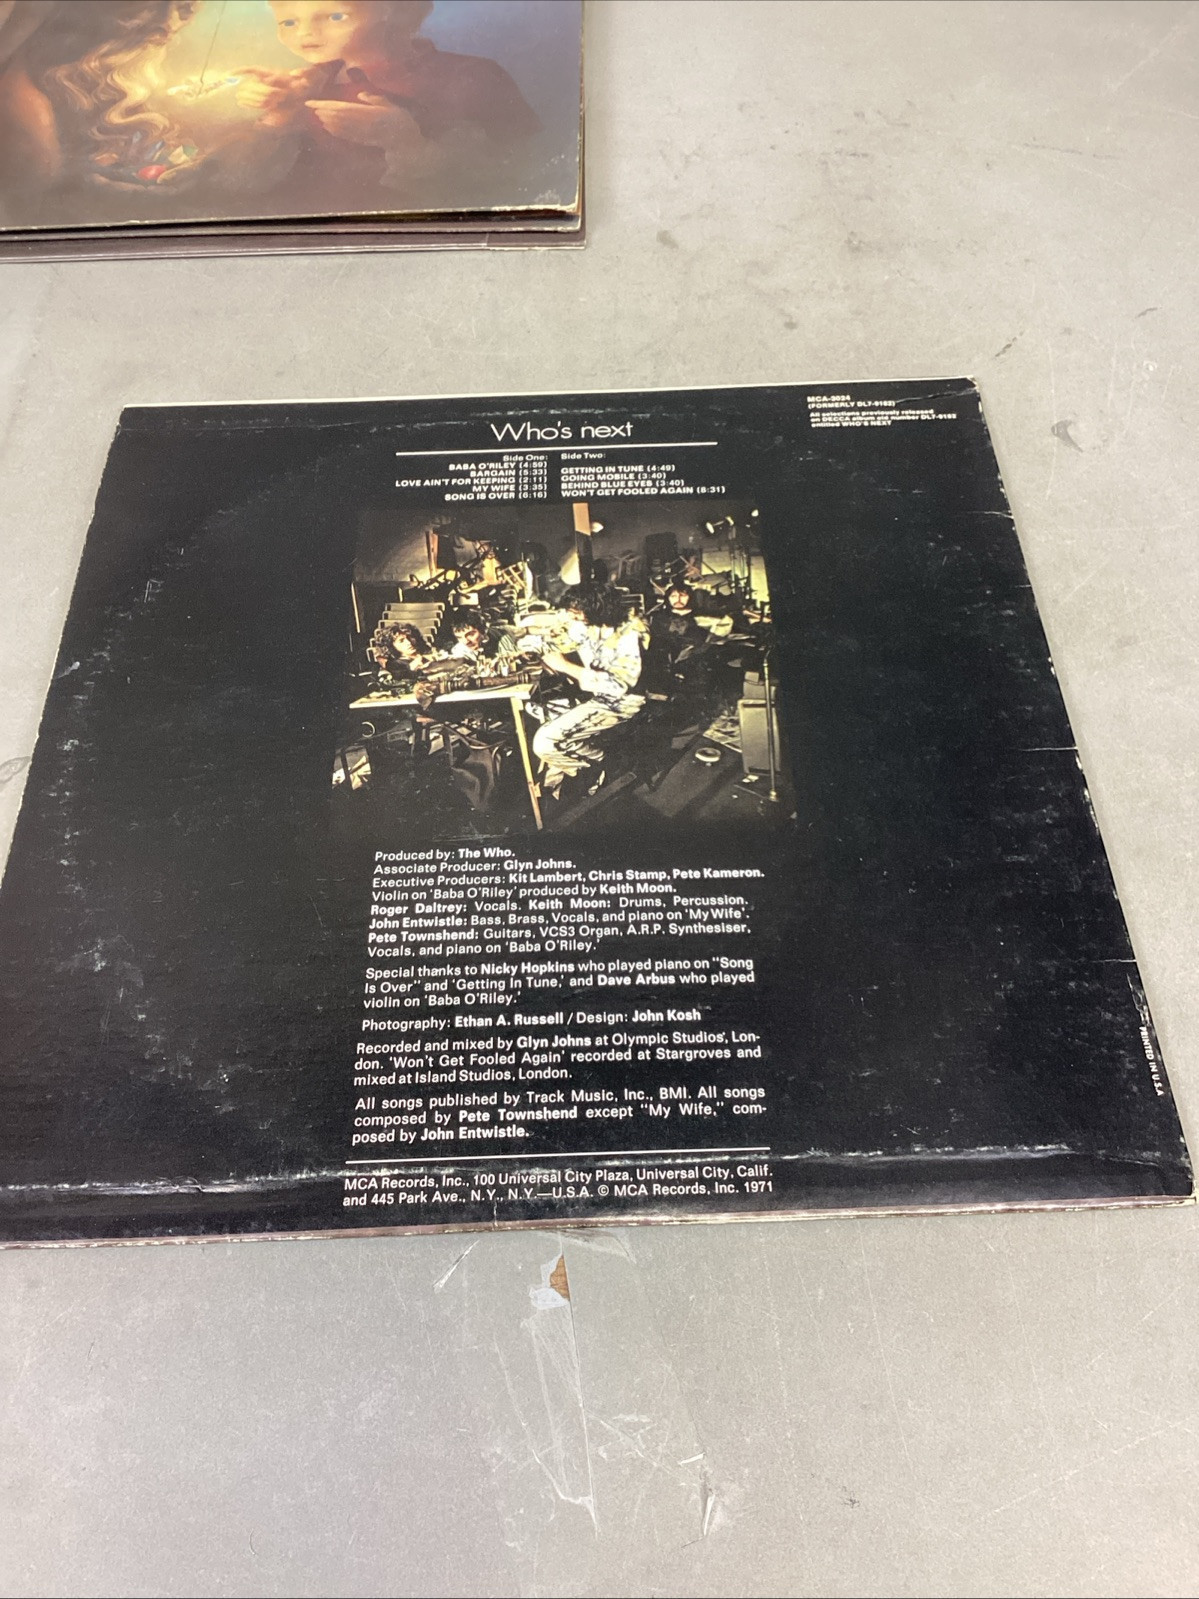 MCA-3024
(FORMERLY DL7-9182)
All selections previously released
on DECCA album old number DL7-9182
entitled WHO'S NEXT
Who's next
Side One:
BABA O'RILEY (4:59)
BARGAIN (5:33)
LOVE AIN'T FOR KEEPING (2:11)
MY WIFE (3:35)
SONG IS OVER (6:16)
Side Two:
GETTING IN TUNE (4:49)
GOING MOBILE (3:40)
BEHIND BLUE EYES (3:40)
WON'T GET FOOLED AGAIN (8:31)
Produced by: The Who.
Associate Producer: Glyn Johns.
Executive Producers: Kit Lambert, Chris Stamp, Pete Kameron.
Violin on 'Baba O'Riley' produced by Keith Moon.
Roger Daltrey: Vocals. Keith Moon: Drums, Percussion.
John Entwistle: Bass, Brass, Vocals, and piano on 'My Wife'.
Pete Townshend: Guitars, VCS3 Organ, A.R.P. Synthesiser,
Vocals, and piano on 'Baba O'Riley.'
Special thanks to Nicky Hopkins who played piano on "Song
Is Over" and 'Getting In Tune,' and Dave Arbus who played
violin on 'Baba O'Riley.'
Photography: Ethan A. Russell / Design: John Kosh
Recorded and mixed by Glyn Johns at Olympic Studios, Lon-
don. 'Won't Get Fooled Again' recorded at Stargroves and
mixed at Island Studios, London.
All songs published by Track Music, Inc., BMI. All songs
composed by Pete Townshend except "My Wife," com-
posed by John Entwistle.
MCA Records, Inc., 100 Universal City Plaza, Universal City, Calif.
and 445 Park Ave., N.Y., N.Y.—U.S.A. © MCA Records, Inc. 1971
PRINTED IN U.S.A